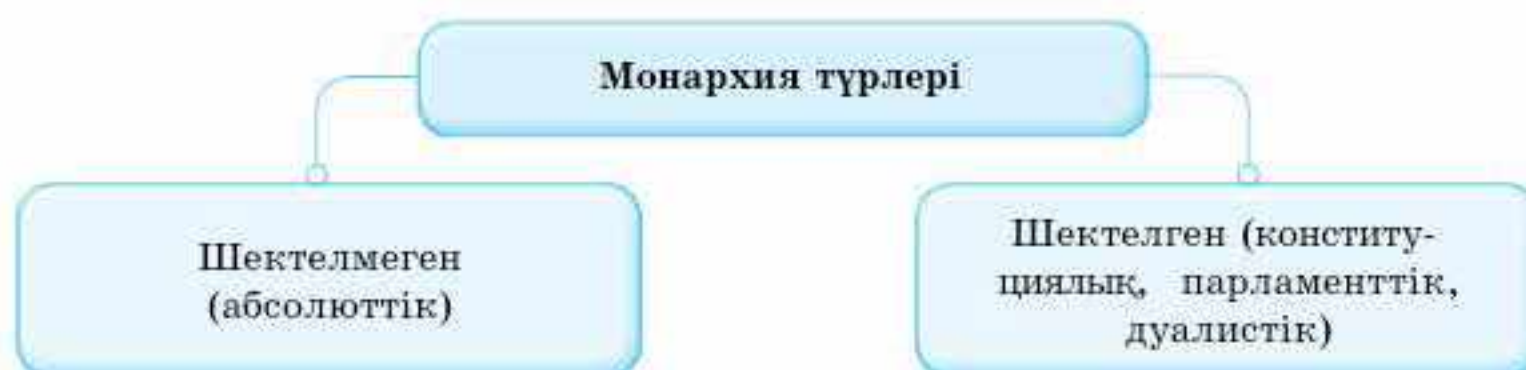 Монархия түрлері
Шектелмеген
(абсолюттік)
Шектелген (конститу-
циялық, парламенттік,
дуалистік)